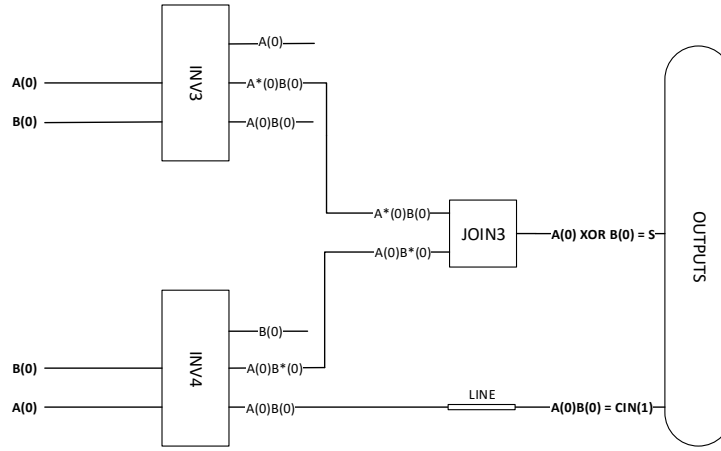 A(0)
A(0)
INV3
A*(0)B(0)
B(0)
A(0)B(0)
A*(0)B(0)
JOIN3
A(0) XOR B(0) = S
OUTPUTS
A(0)B*(0)
B(0)
INV4
B(0)
A(0)B*(0)
A(0)
A(0)B(0)
LINE
A(0)B(0) = CIN(1)